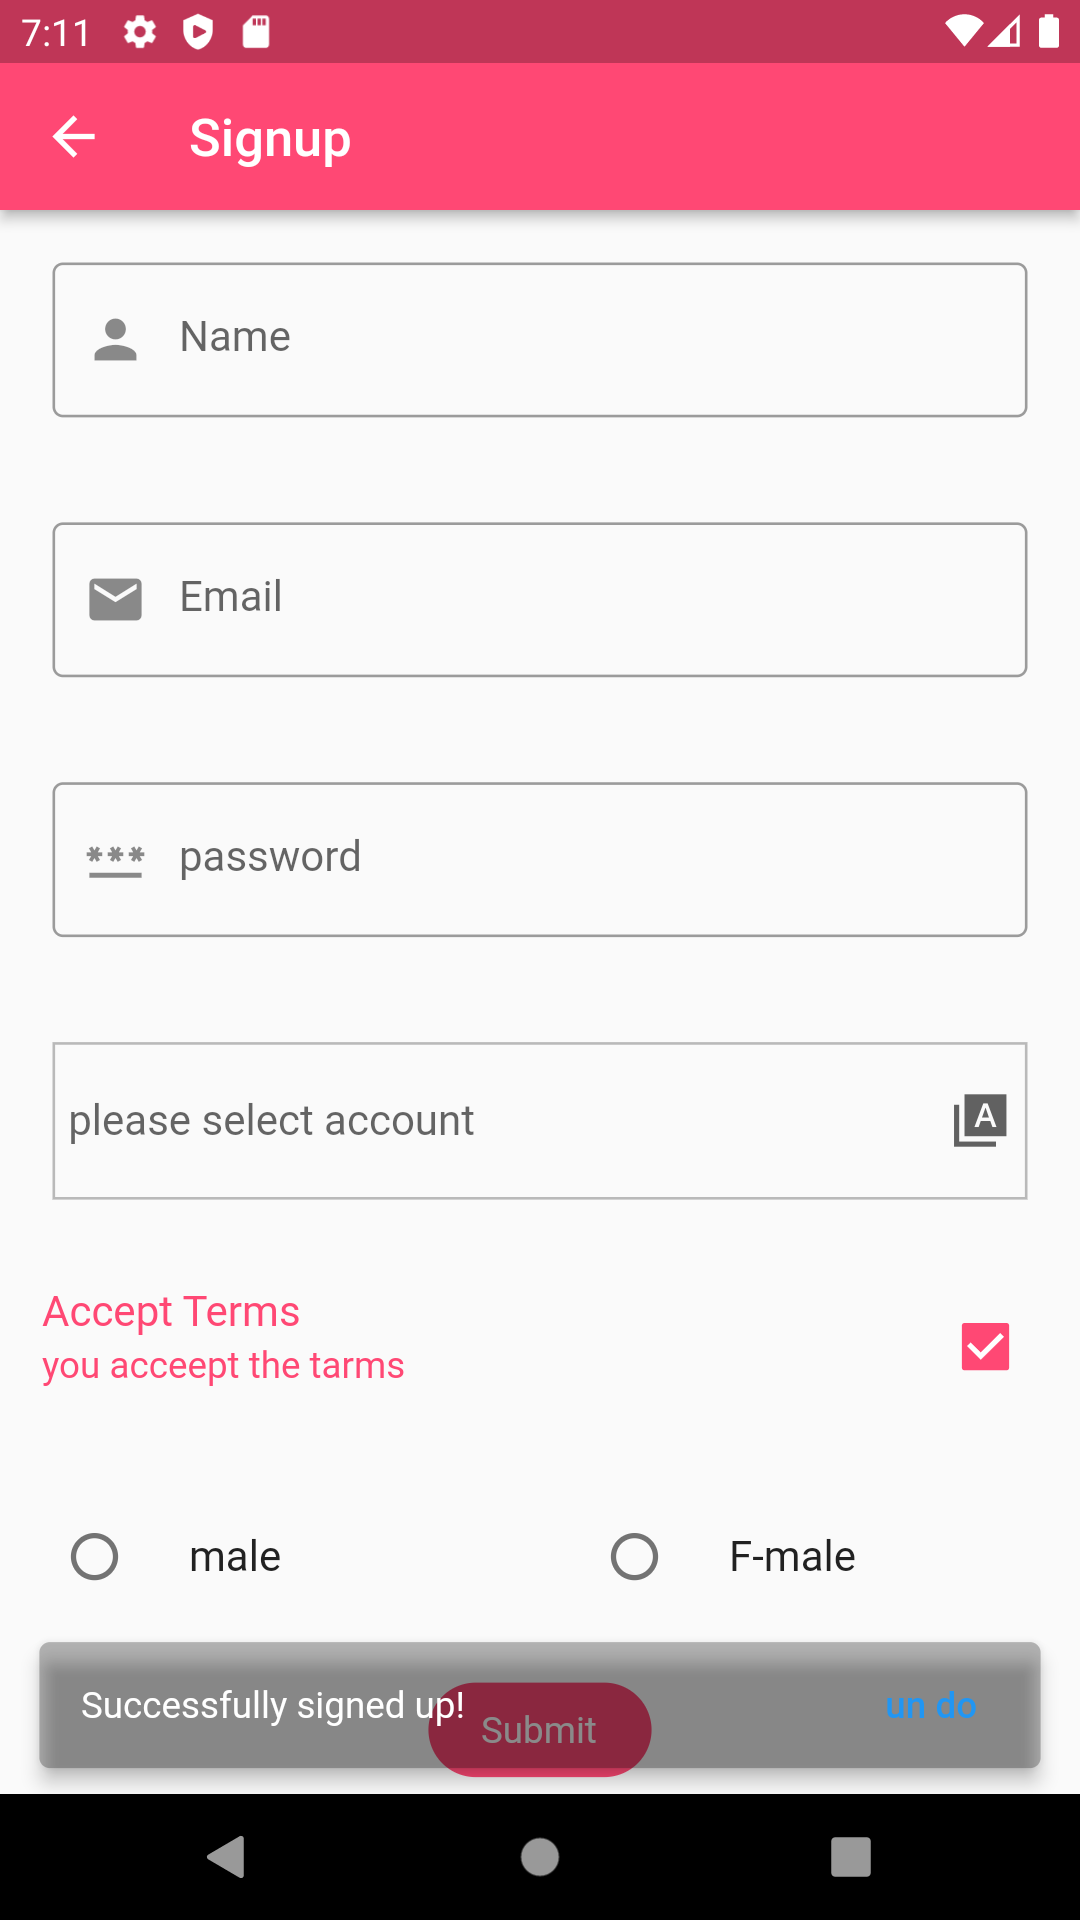 7:11
Signup
Name
Email
*** password
please select account
A
Accept Terms
you acceept the tarms
male
F-male
Successfully signed up!
un do
Submit